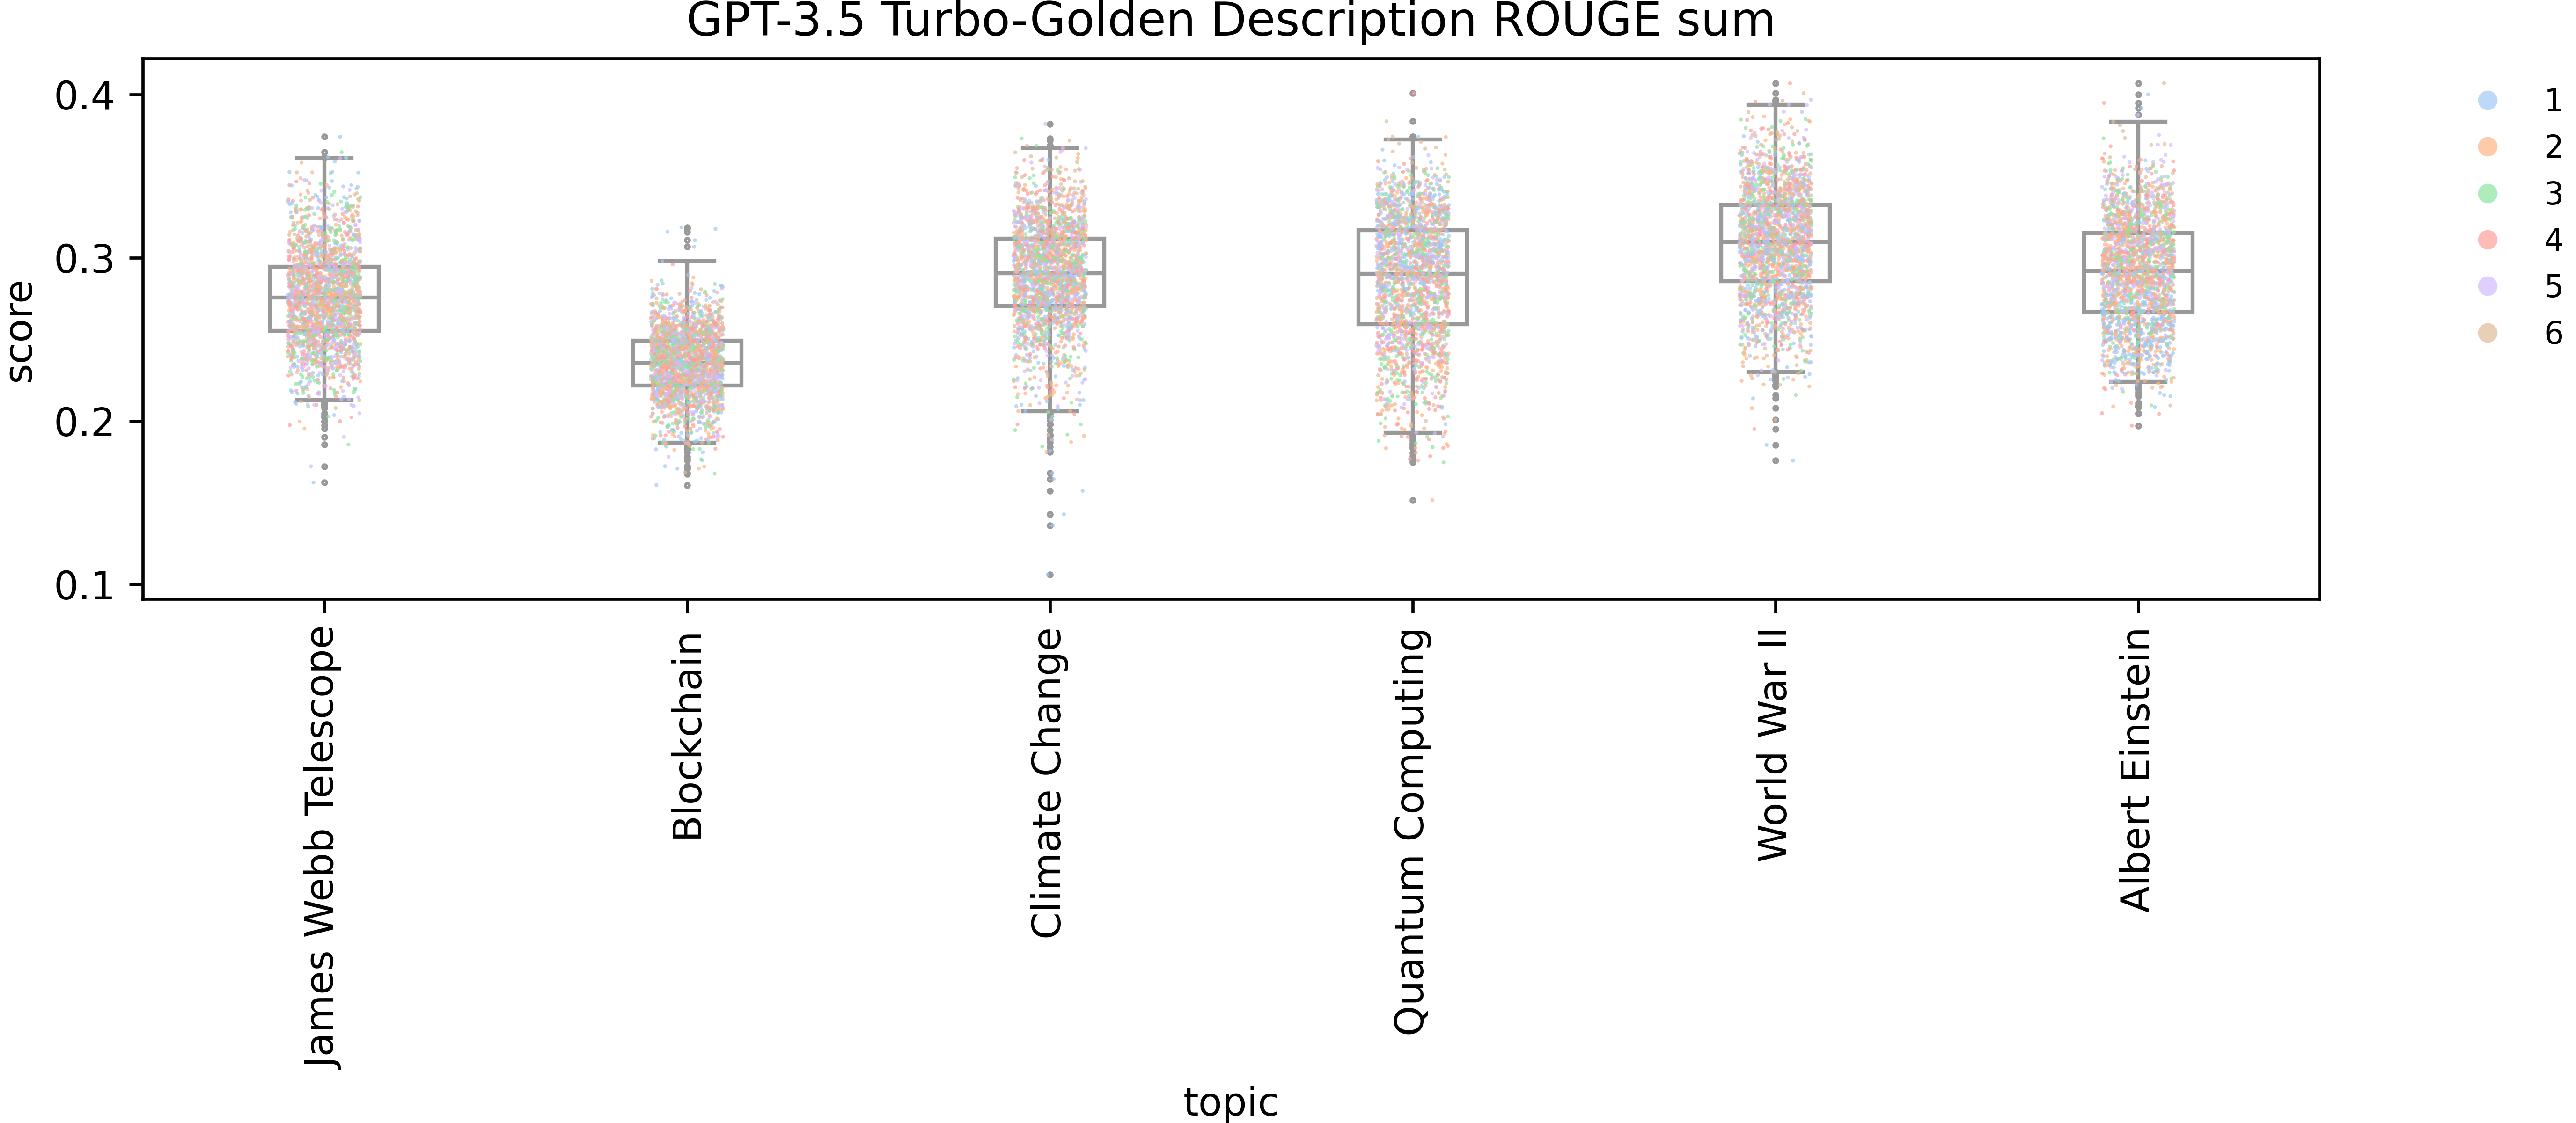 GPT-3.5 Turbo-Golden Description ROUGE sum
score
0.4
0.3
0.2
0.1
James Webb Telescope
Blockchain
Climate Change
Quantum Computing
World War II
Albert Einstein
topic
1
2
3
4
5
6